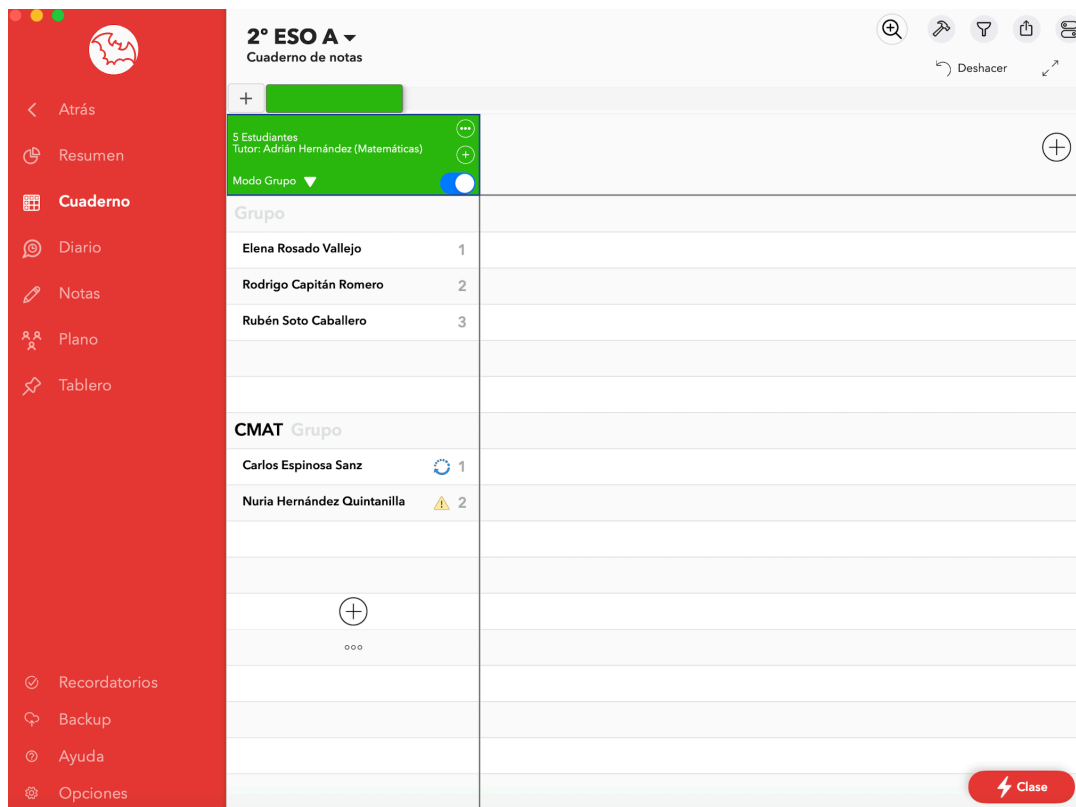 2º ESO A
Cuaderno de notas
Deshacer
Atrás
Resumen
Cuaderno
Diario
Notas
Plano
Tablero
Recordatorios
Backup
Ayuda
Opciones
5 Estudiantes
Tutor: Adrián Hernández (Matemáticas)
Modo Grupo
Grupo
Elena Rosado Vallejo 1
Rodrigo Capitán Romero 2
Rubén Soto Caballero 3
CMAT Grupo
Carlos Espinosa Sanz 1
Nuria Hernández Quintanilla 2
Clase